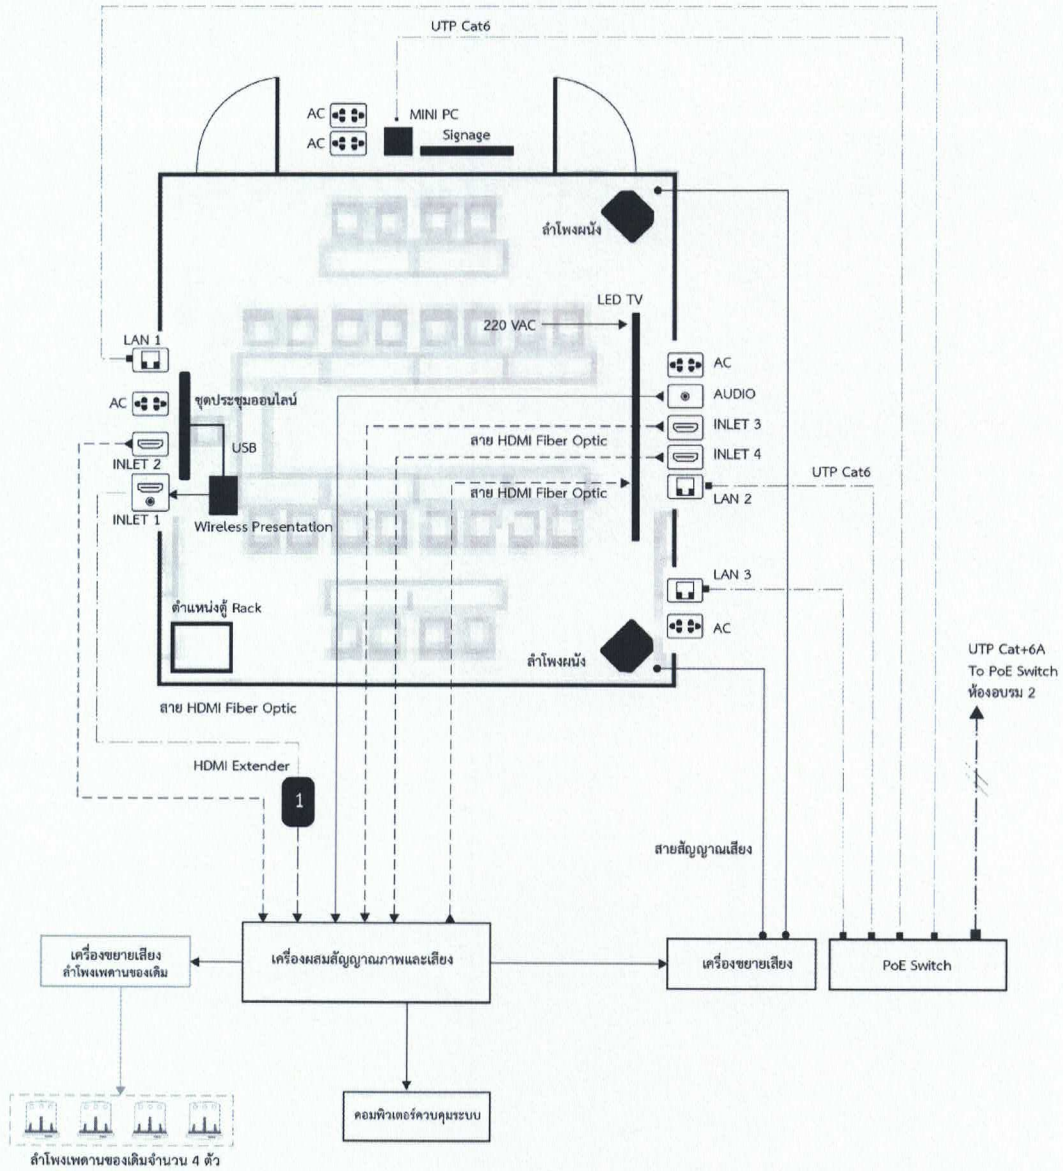 UTP Cat6
AC
MINI PC
AC
Signage
ลำโพงผนัง
LED TV
220 VAC
LAN 1
AC
AC
ชุดประชุมออนไลน์
AUDIO
INLET 3
สาย HDMI Fiber Optic
USB
INLET 2
INLET 4
UTP Cat6
สาย HDMI Fiber Optic
LAN 2
INLET 1
Wireless Presentation
LAN 3
ตำแหน่งตู้ Rack
AC
ลำโพงผนัง
UTP Cat+6A
To PoE Switch
ห้องอบรม 2
สาย HDMI Fiber Optic
HDMI Extender
1
สายสัญญาณเสียง
เครื่องขยายเสียง
ลำโพงเพดานของเดิม
เครื่องผสมสัญญาณภาพและเสียง
เครื่องขยายเสียง
PoE Switch
คอมพิวเตอร์ควบคุมระบบ
ลำโพงเพดานของเดิมจำนวน 4 ตัว